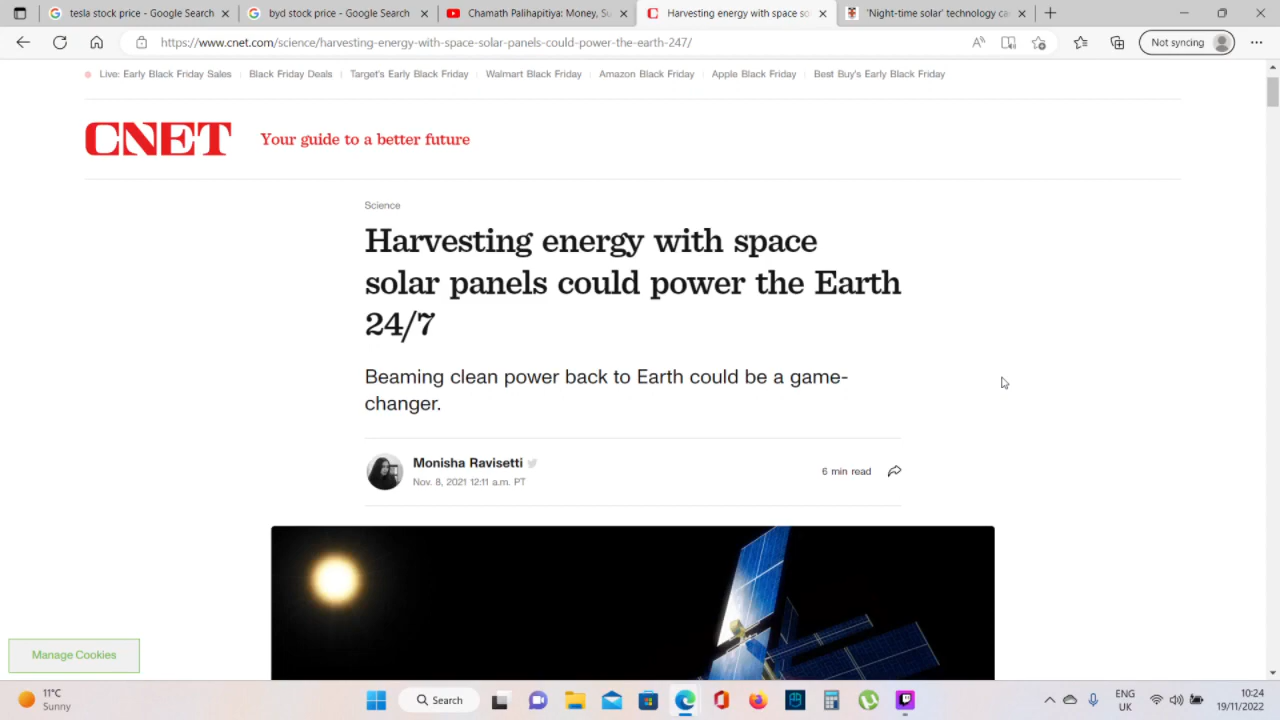 tesla stock price - Google Search
byd stock price - Google Search
Chamath Palihapitiya: Money, Su
Harvesting energy with space so
'Night-time solar' technology ca
https://www.cnet.com/science/harvesting-energy-with-space-solar-panels-could-power-the-earth-247/
Not syncing
Live: Early Black Friday Sales
Black Friday Deals
Target's Early Black Friday
Walmart Black Friday
Amazon Black Friday
Apple Black Friday
Best Buy's Early Black Friday
CNET
Your guide to a better future
Science
Harvesting energy with space
solar panels could power the Earth
24/7
Beaming clean power back to Earth could be a game-
changer.
Monisha Ravisetti
Nov. 8, 2021 12:11 a.m. PT
6 min read
Manage Cookies
11°C
Sunny
Search
ENG
UK
10:24
19/11/2022